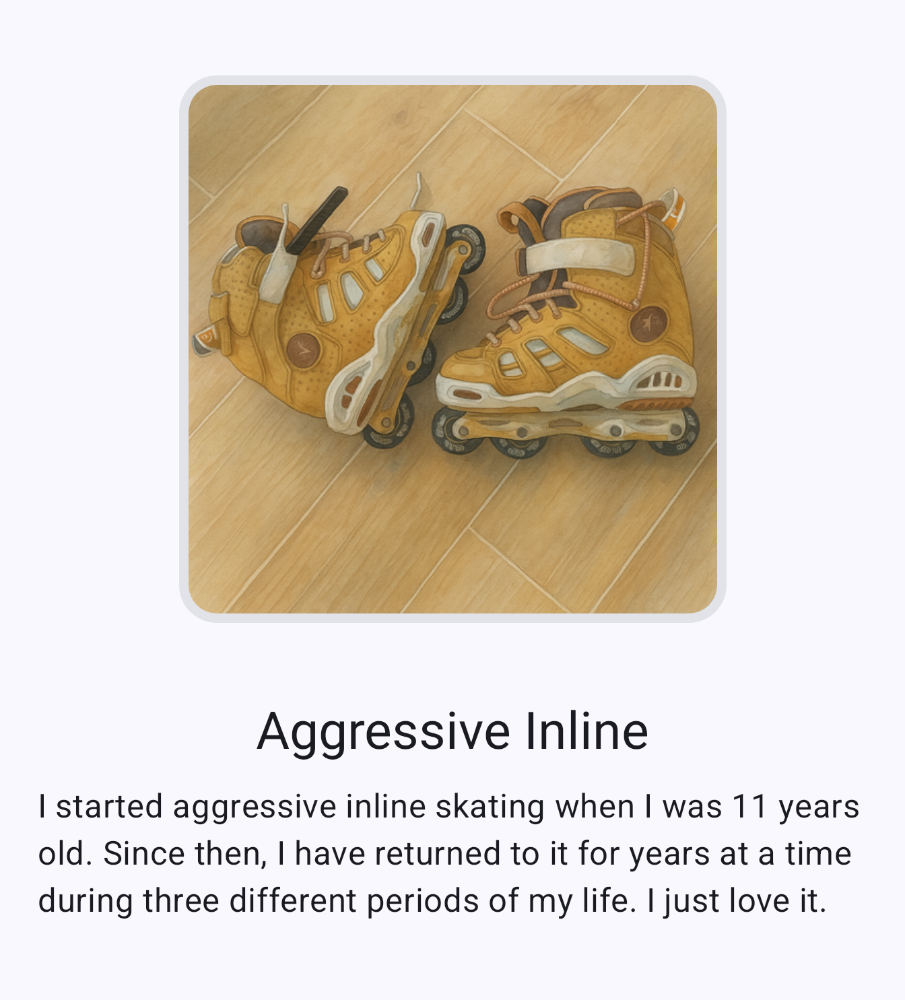 Aggressive Inline
I started aggressive inline skating when I was 11 years
old. Since then, I have returned to it for years at a time
during three different periods of my life. I just love it.